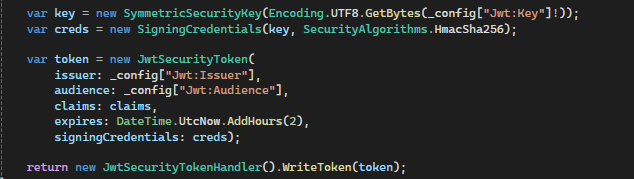 var key = new SymmetricSecurityKey(Encoding.UTF8.GetBytes(_config["Jwt:Key"]!));
var creds = new SigningCredentials(key, SecurityAlgorithms.HmacSha256);
var token = new JwtSecurityToken(
issuer: _config["Jwt:Issuer"],
audience: _config["Jwt:Audience"],
claims: claims,
expires: DateTime.UtcNow.AddHours(2),
signingCredentials: creds);
return new JwtSecurityTokenHandler().WriteToken(token);